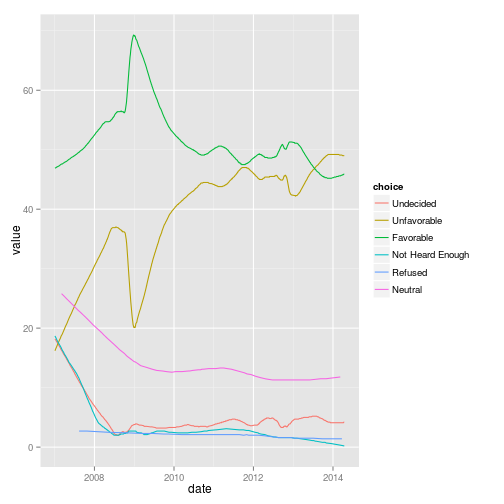 60
40
20
0
value
2008
2010
2012
2014
date
choice
Undecided
Unfavorable
Favorable
Not Heard Enough
Refused
Neutral